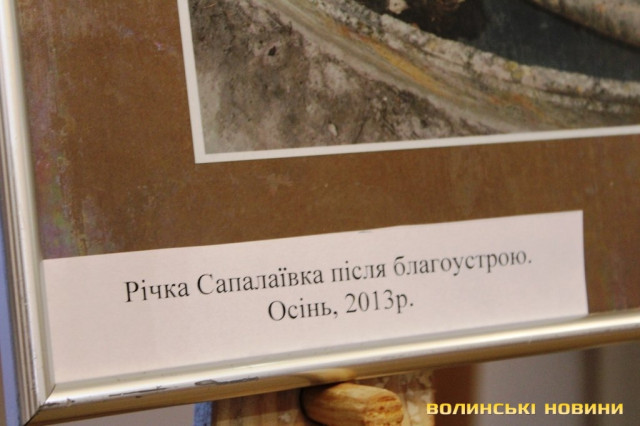 Річка Сапалаївка після благоустрою.
Осінь, 2013р.
ВОЛИНСЬКІ НОВИНИ